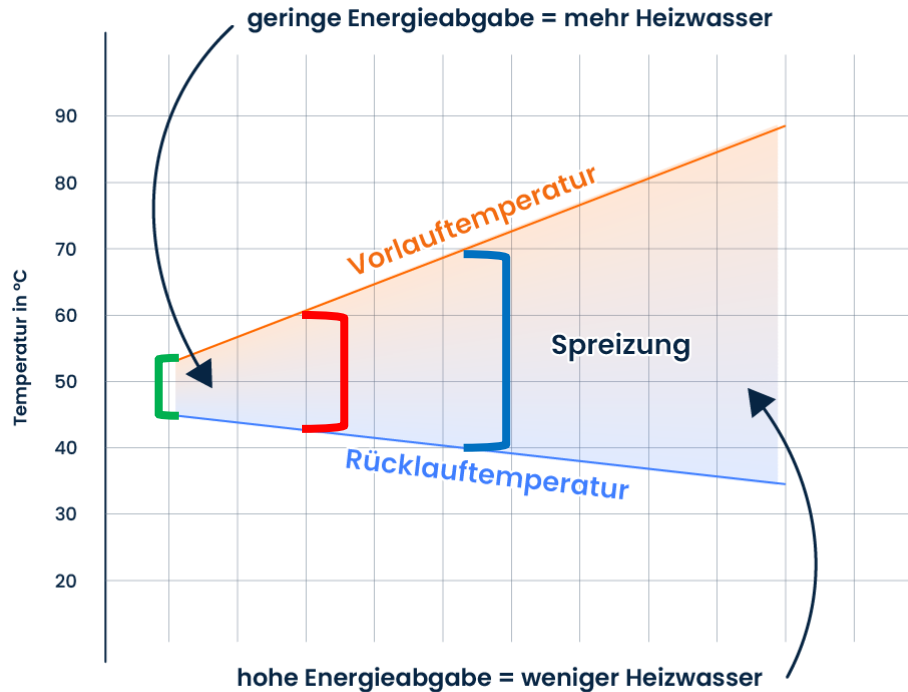 geringe Energieabgabe = mehr Heizwasser
90
80
70
60
50
40
30
20
Temperatur in °C
Vorlauftemperatur
Spreizung
Rücklauftemperatur
hohe Energieabgabe = weniger Heizwasser